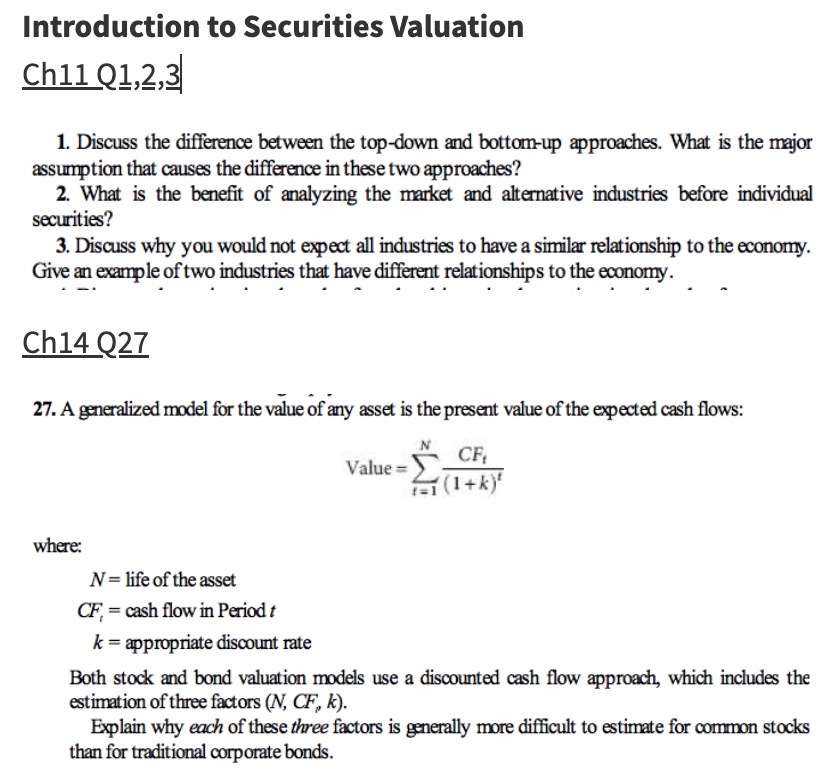 Introduction to Securities Valuation
Ch11 Q1,2,3
1. Discuss the difference between the top-down and bottom-up approaches. What is the major
assumption that causes the difference in these two approaches?
2. What is the benefit of analyzing the market and alternative industries before individual
securities?
3. Discuss why you would not expect all industries to have a similar relationship to the economy.
Give an example of two industries that have different relationships to the economy.
Ch14 Q27
27. A generalized model for the value of any asset is the present value of the expected cash flows:
Value = \sum_{t=1}^{N} \frac{CF_t}{(1+k)^t}
where:
N = life of the asset
CF_t = cash flow in Period t
k = appropriate discount rate
Both stock and bond valuation models use a discounted cash flow approach, which includes the
estimation of three factors (N, CF_t, k).
Explain why each of these three factors is generally more difficult to estimate for common stocks
than for traditional corporate bonds.